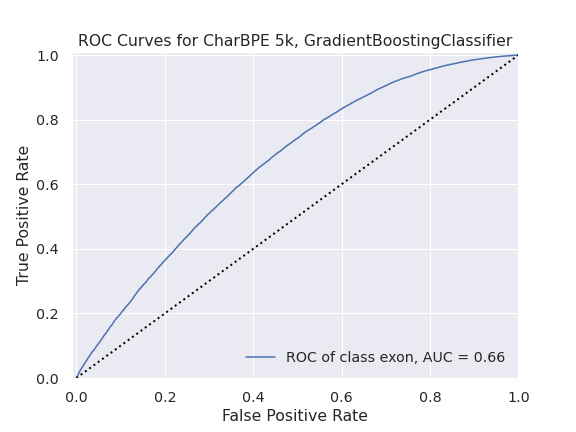 ROC Curves for CharBPE 5k, GradientBoostingClassifier
1.0
0.8
0.6
0.4
0.2
0.0
True Positive Rate
ROC of class exon, AUC = 0.66
0.0 0.2 0.4 0.6 0.8 1.0
False Positive Rate